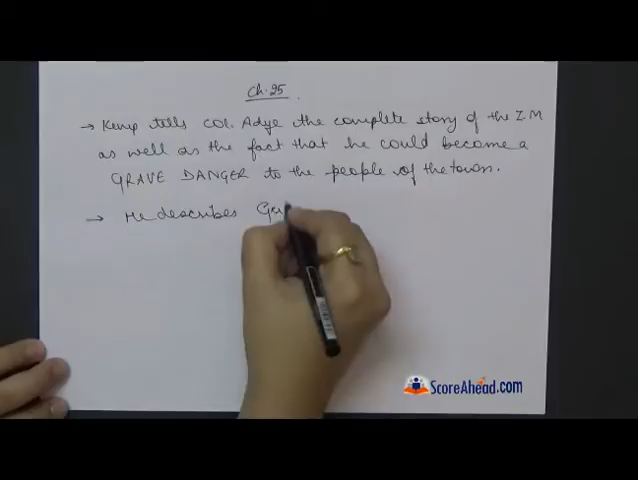 Ch. 25
→ Kemp tells Col. Adye the complete story of the I.M
as well as the fact that he could become a
GRAVE DANGER to the people of the town.
→ He describes
ScoreAhead.com